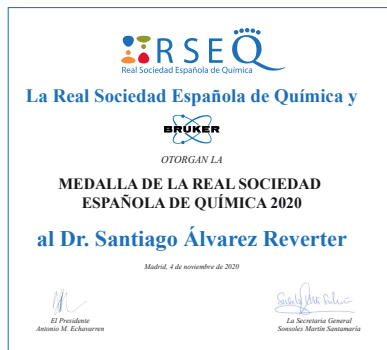 RSEQ
Real Sociedad Española de Química
La Real Sociedad Española de Química y
BRUKER
OTORGAN LA
MEDALLA DE LA REAL SOCIEDAD
ESPAÑOLA DE QUÍMICA 2020
al Dr. Santiago Álvarez Reverter
Madrid, 4 de noviembre de 2020
El Presidente
Antonio M. Echavarren
La Secretaria General
Sonsoles Martín Santamaría